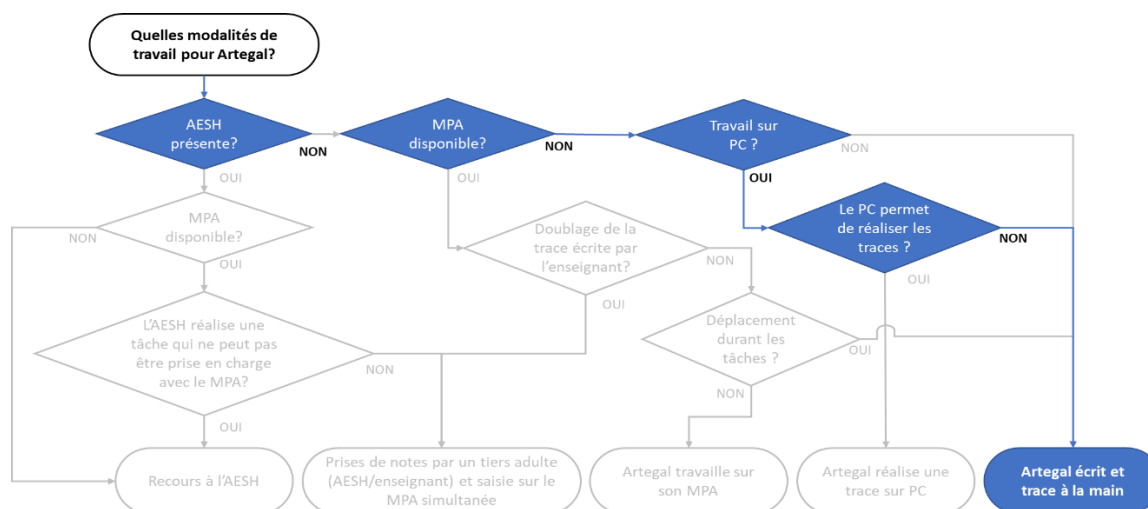 Quelles modalités de
travail pour Artegal?
AESH
présente?
NON
MPA
disponible?
NON
Travail sur
PC ?
NON
OUI
OUI
OUI
NON
MPA
disponible?
OUI
Doublage de la
trace écrite par
l'enseignant?
NON
OUI
Le PC permet
de réaliser les
traces ?
NON
OUI
L'AESH réalise une
tâche qui ne peut pas
être prise en charge
avec le MPA?
NON
OUI
Déplacement
durant les
tâches ?
OUI
NON
Recours à l'AESH
Prises de notes par un tiers adulte
(AESH/enseignant) et saisie sur le
MPA simultanée
Artegal travaille sur
son MPA
Artegal réalise une
trace sur PC
Artegal écrit et
trace à la main